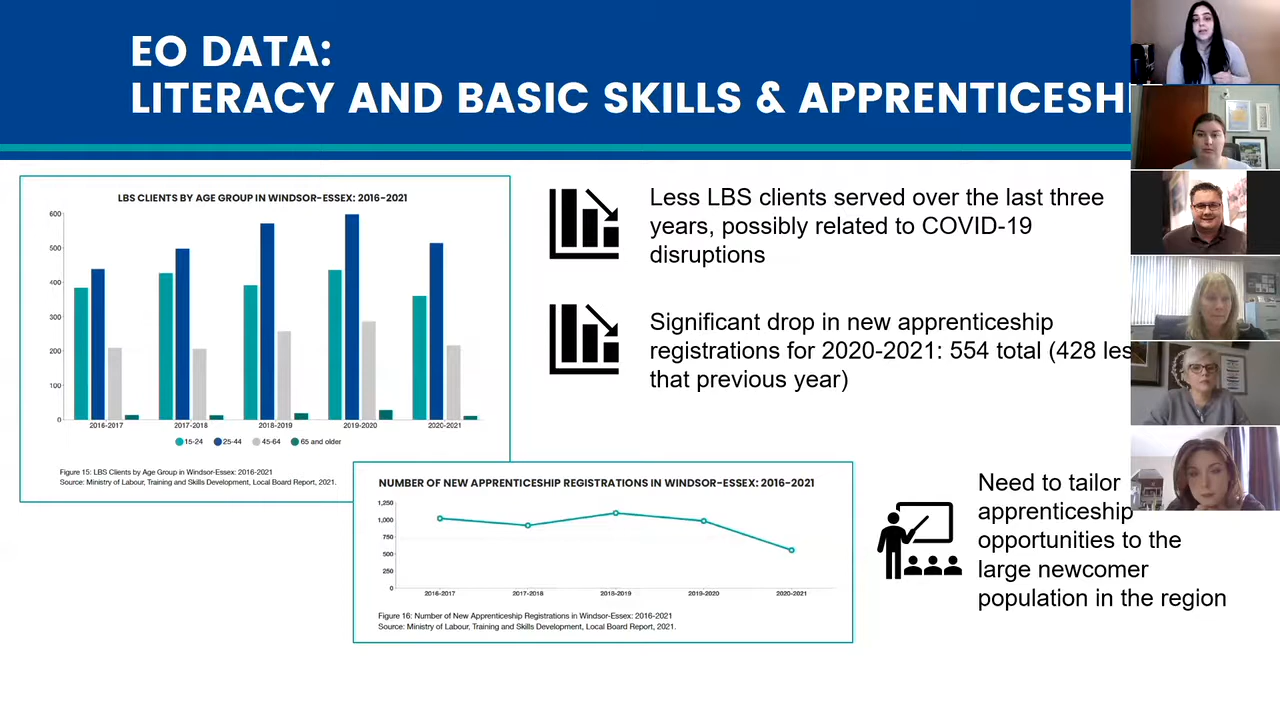 EO DATA:
LITERACY AND BASIC SKILLS & APPRENTICESHI
LBS CLIENTS BY AGE GROUP IN WINDSOR-ESSEX: 2016-2021
600
500
400
300
200
100
0
2016-2017 2017-2018 2018-2019 2019-2020 2020-2021
15-24 25-44 45-64 65 and older
Figure 15: LBS Clients by Age Group in Windsor-Essex: 2016-2021
Source: Ministry of Labour, Training and Skills Development, Local Board Report, 2021.
Less LBS clients served over the last three
years, possibly related to COVID-19
disruptions
Significant drop in new apprenticeship
registrations for 2020-2021: 554 total (428 les
that previous year)
NUMBER OF NEW APPRENTICESHIP REGISTRATIONS IN WINDSOR-ESSEX: 2016-2021
1,250
1,000
750
500
250
0
2016-2017 2017-2018 2018-2019 2019-2020 2020-2021
Figure 16: Number of New Apprenticeship Registrations in Windsor-Essex: 2016-2021
Source: Ministry of Labour, Training and Skills Development, Local Board Report, 2021.
Need to tailor
apprenticeship
opportunities to the
large newcomer
population in the region